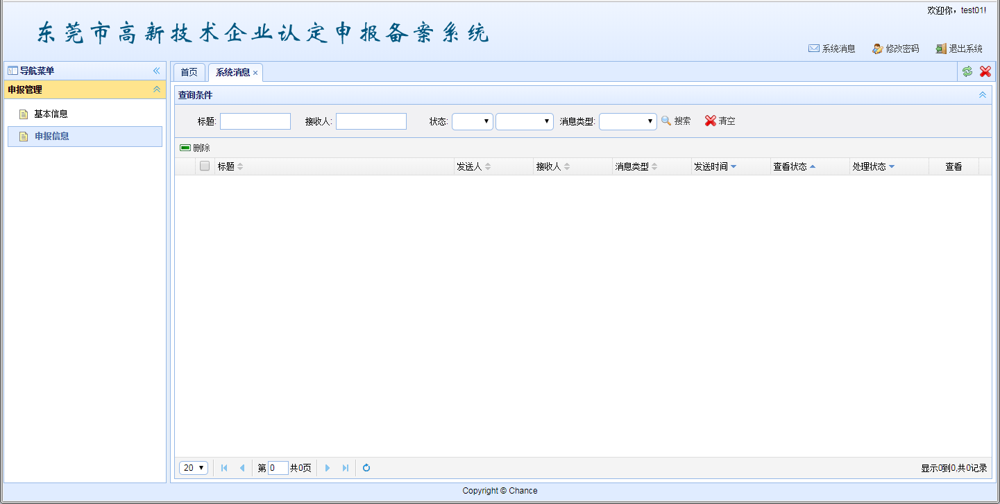 欢迎你，test01!
东莞市高新技术企业认定申报备案系统
系统消息 修改密码 退出系统
导航菜单
申报管理
基本信息
申报信息
首页 系统消息
查询条件
标题: 接收人: 状态: 消息类型: 搜索 清空
删除
标题 发送人 接收人 消息类型 发送时间 查看状态 处理状态 查看
20 第 0 共0页 显示0到0,共0记录
Copyright © Chance